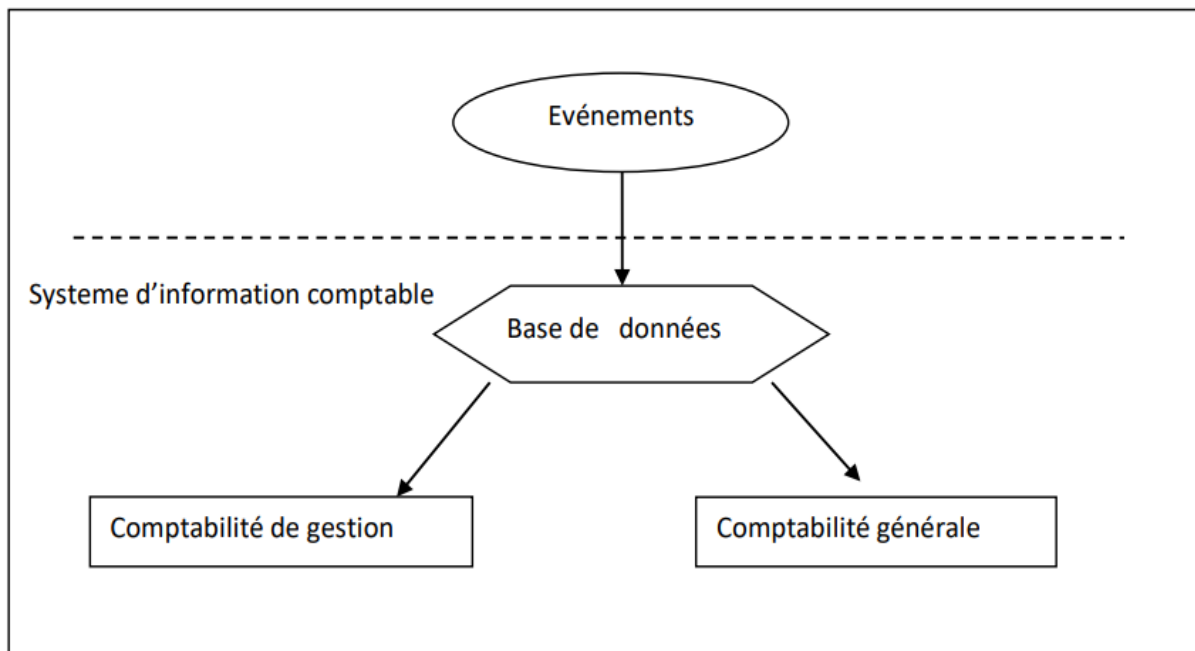 Evénements
Systeme d’information comptable
Base de données
Comptabilité de gestion
Comptabilité générale